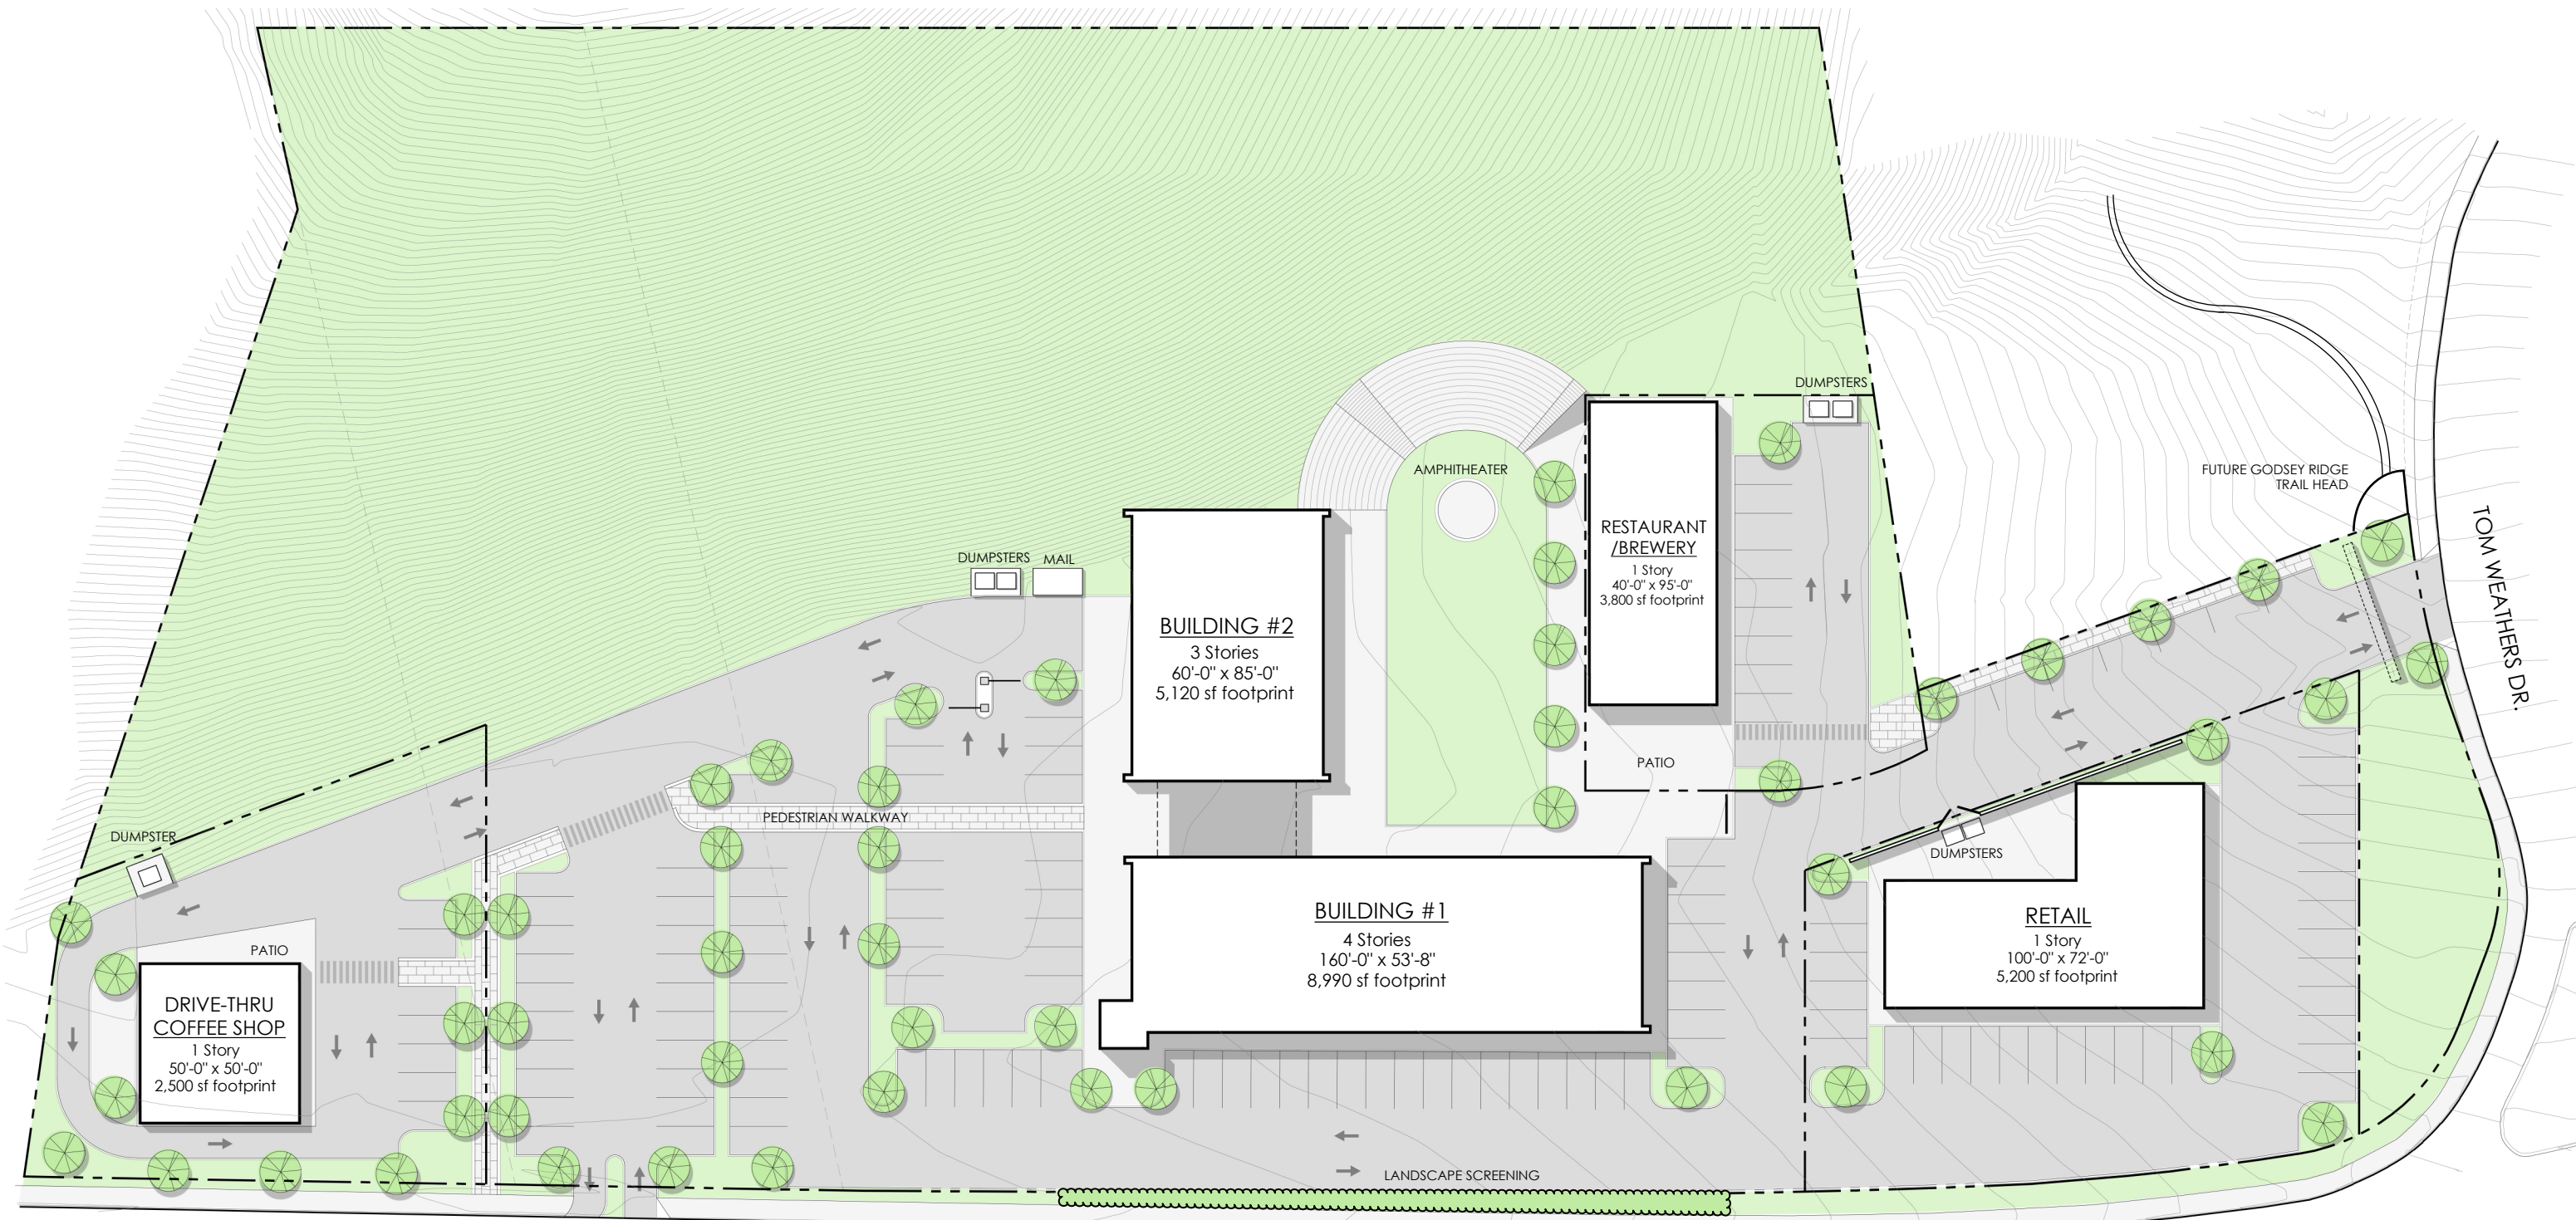 DUMPSTERS
AMPHITHEATER
FUTURE GODSEY RIDGE
TRAIL HEAD
TOM WEATHERS DR.
RESTAURANT
/BREWERY
1 Story
40'-0" x 95'-0"
3,800 sf footprint
DUMPSTERS
MAIL
BUILDING #2
3 Stories
60'-0" x 85'-0"
5,120 sf footprint
PATIO
PEDESTRIAN WALKWAY
DUMPSTER
DUMPSTERS
BUILDING #1
4 Stories
160'-0" x 53'-8"
8,990 sf footprint
RETAIL
1 Story
100'-0" x 72'-0"
5,200 sf footprint
PATIO
DRIVE-THRU
COFFEE SHOP
1 Story
50'-0" x 50'-0"
2,500 sf footprint
LANDSCAPE SCREENING